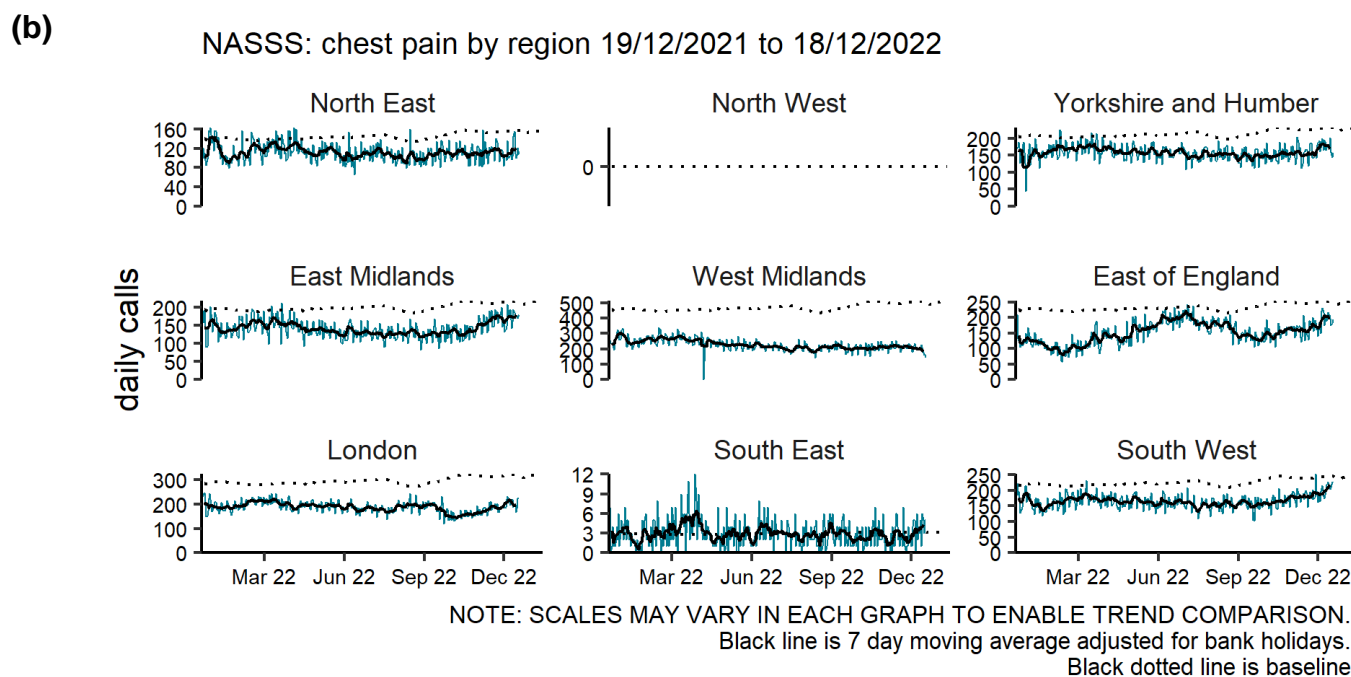 (b)
NASSS: chest pain by region 19/12/2021 to 18/12/2022
daily calls
North East
160
120
80
40
0
North West
0
Yorkshire and Humber
200
150
100
50
0
East Midlands
200
150
100
50
0
West Midlands
500
400
300
200
100
0
East of England
250
200
150
100
50
0
London
300
200
100
0
Mar 22 Jun 22 Sep 22 Dec 22
South East
12
9
6
3
0
Mar 22 Jun 22 Sep 22 Dec 22
South West
250
200
150
100
50
0
Mar 22 Jun 22 Sep 22 Dec 22
NOTE: SCALES MAY VARY IN EACH GRAPH TO ENABLE TREND COMPARISON.
Black line is 7 day moving average adjusted for bank holidays.
Black dotted line is baseline